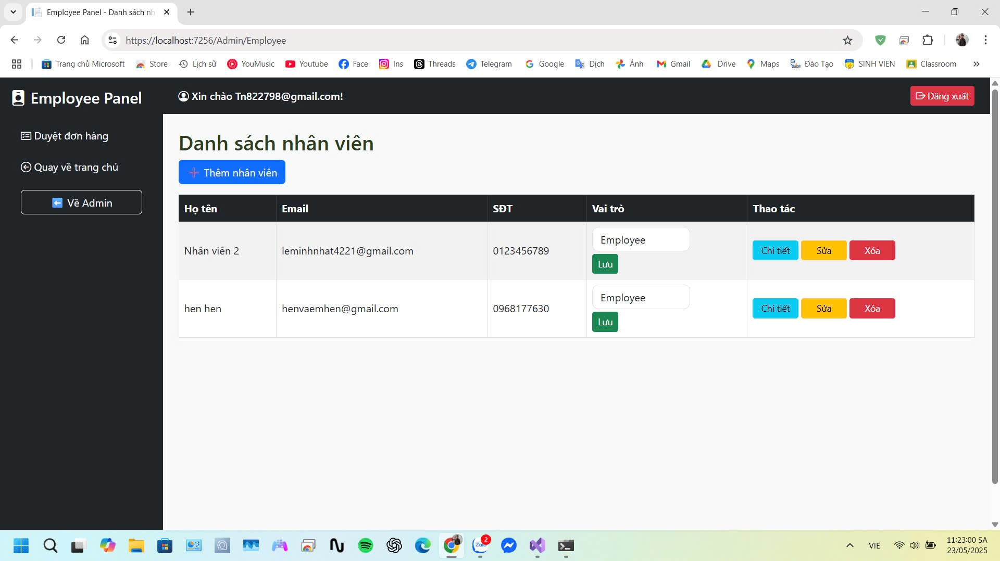 Employee Panel - Danh sách nh
https://localhost:7256/Admin/Employee
Trang chủ Microsoft
Store
Lịch sử
YouMusic
Youtube
Face
Ins
Threads
Telegram
Google
Dịch
Ảnh
Gmail
Drive
Maps
Đào Tạo
SINH VIEN
Classroom
Employee Panel
Xin chào Tn822798@gmail.com!
Đăng xuất
Duyệt đơn hàng
Quay về trang chủ
Về Admin
Danh sách nhân viên
Thêm nhân viên
Họ tên Email SĐT Vai trò Thao tác
Nhân viên 2 leminhnhat4221@gmail.com 0123456789 Employee Lưu Chi tiết Sửa Xóa
hen hen henvaemhen@gmail.com 0968177630 Employee Lưu Chi tiết Sửa Xóa
Zalo
2
VIE
11:23:00 SA
23/05/2025